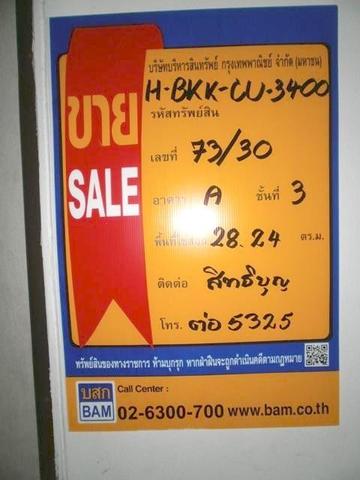 บริษัทบริหารสินทรัพย์ กรุงเทพพาณิชย์ จำกัด (มหาชน)
H-BKK-CU-3400
รหัสทรัพย์สิน
ขาย
SALE
เลขที่ 73/30
อาคาร A ชั้นที่ 3
พื้นที่ใช้สอย 28.24 ตร.ม.
ติดต่อ สิทธิบุญ
โทร. ต่อ 5325
ทรัพย์สินของทางราชการ ห้ามบุกรุก หากฝ่าฝืนจะถูกดำเนินคดีตามกฎหมาย
บสก
BAM
Call Center :
02-6300-700 www.bam.co.th